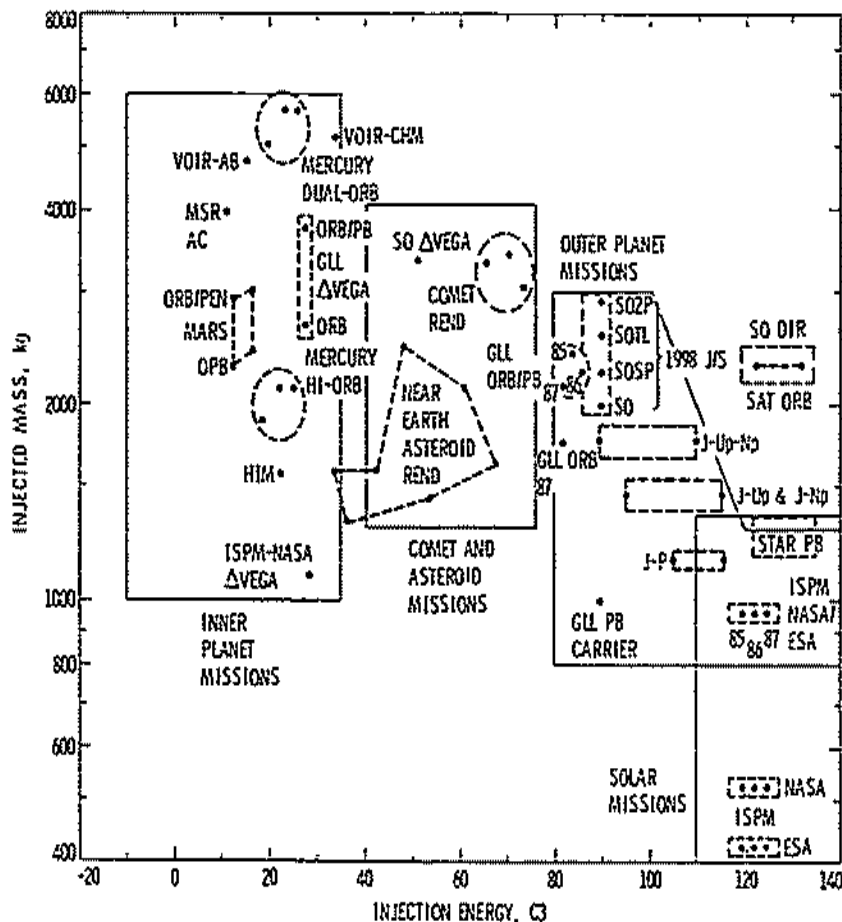 8000
6000
4000
2000
1000
800
600
400
INJECTED MASS, kg
-20
0
20
40
60
80
100
120
140
INJECTION ENERGY, C3
VOIR-CHM
VOIR-AB
MERCURY
DUAL-ORB
MSR
AC
ORB/PB
GLL
ΔVEGA
ORB
ORB/PEN
MARS
OPB
MERCURY
HI-ORB
HIM
ISPM-NASA
ΔVEGA
INNER
PLANET
MISSIONS
SO ΔVEGA
COMET
REND
NEAR
EARTH
ASTEROID
REND
COMET AND
ASTEROID
MISSIONS
OUTER PLANET
MISSIONS
GLL
ORB/PB
85
86
87
SO2P
SOTL
SOSP
SO
1998 J/S
SO DIR
SAT ORB
GLL ORB
87
J-Up-Np
J-Up & J-Np
J-P
STAR PB
GLL PB
CARRIER
ISPM
NASA/
ESA
85 86 87
SOLAR
MISSIONS
NASA
ISPM
ESA